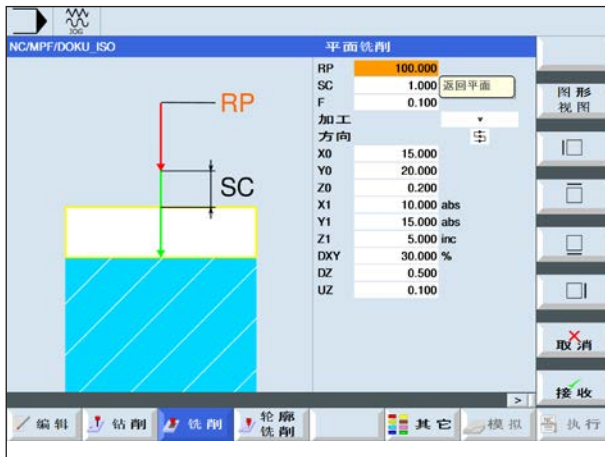 JOG
NC/MPF/DOKU_ISO
平面铣削
RP 100.000
SC 1.000 返回平面
F 0.100
加工
方向
X0 15.000
Y0 20.000
Z0 0.200
X1 10.000 abs
Y1 15.000 abs
Z1 5.000 inc
DXY 30.000 %
DZ 0.500
UZ 0.100
RP
SC
图形
视图
取消
接收
>
编辑
钻削
铣削
轮廓
铣削
其它
模拟
执行